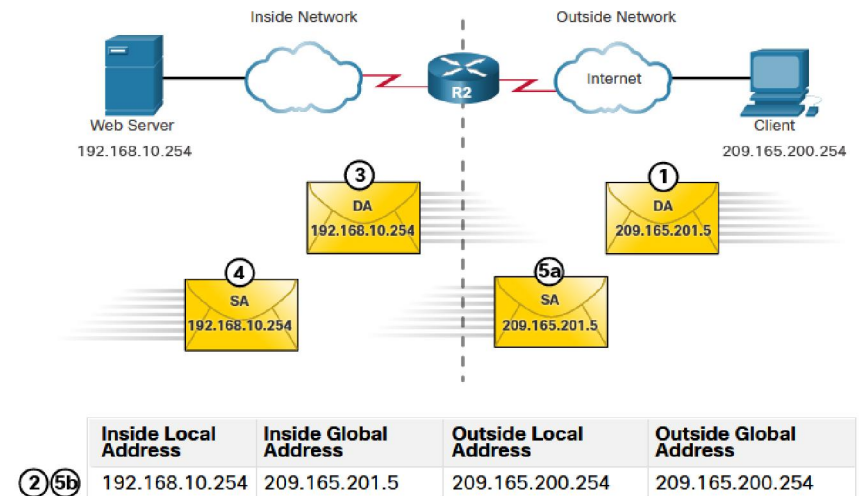 Inside Network
Outside Network
Internet
R2
Web Server
192.168.10.254
Client
209.165.200.254
3
DA
192.168.10.254
1
DA
209.165.201.5
4
SA
192.168.10.254
5a
SA
209.165.201.5
Inside Local Address
Inside Global Address
Outside Local Address
Outside Global Address
2 5b 192.168.10.254 209.165.201.5 209.165.200.254 209.165.200.254